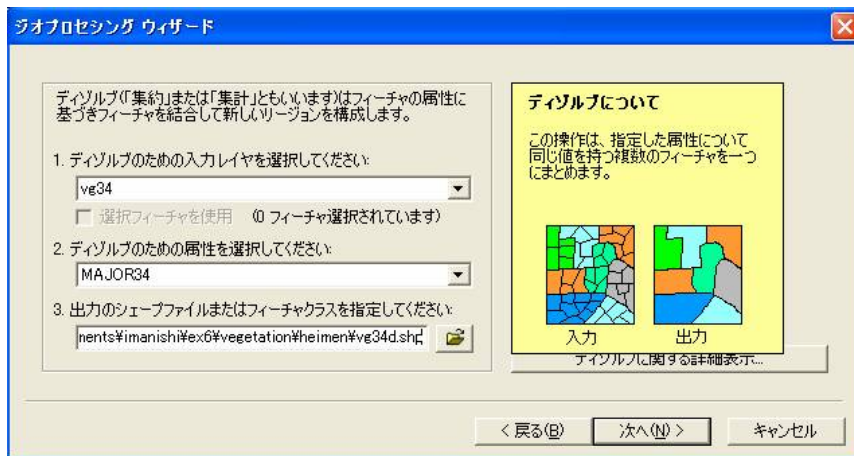 ジオプロセシング ウィザード
ディゾルブ(「集約」または「集計」ともいいます)はフィーチャの属性に
基づきフィーチャを結合して新しいリージョンを構成します。
1. ディゾルブのための入力レイヤを選択してください:
vg34
選択フィーチャを使用 (0 フィーチャ選択されています)
2. ディゾルブのための属性を選択してください:
MAJOR34
3. 出力のシェープファイルまたはフィーチャクラスを指定してください:
nents¥imanishi¥ex6¥vegetation¥heimen¥vg34d.shp
ディゾルブについて
この操作は、指定した属性について
同じ値を持つ複数のフィーチャを一つ
にまとめます。
入力 出力
ディゾルブに関する詳細表示...
< 戻る(B) 次へ(N) > キャンセル